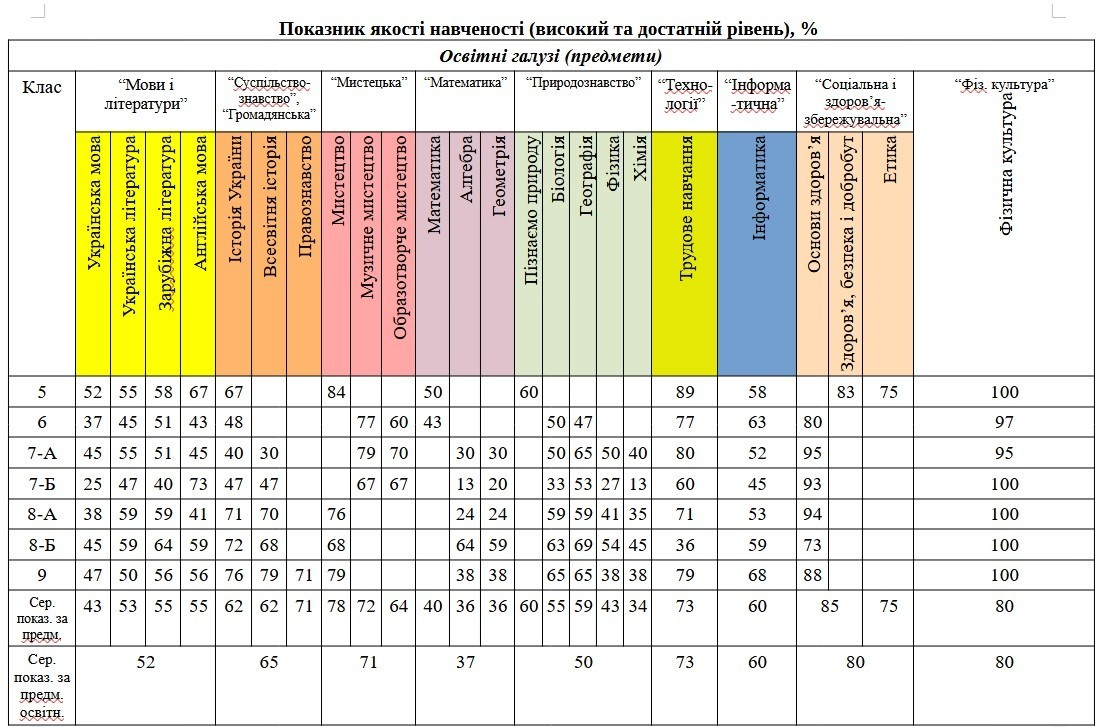 Показник якості навченості (високий та достатній рівень), %
Освітні галузі (предмети)
Клас “Мови і літератури” “Суспільство-знавство”, “Громадянська” “Мистецька” “Математика” “Природознавство” “Техно-логії” “Інформа-тична” “Соціальна і здоров’я-збережувальна” “Фіз. культура”
Українська мова
Українська література
Зарубіжна література
Англійська мова
Історія України
Всесвітня історія
Правознавство
Мистецтво
Музичне мистецтво
Образотворче мистецтво
Математика
Алгебра
Геометрія
Пізнаємо природу
Біологія
Географія
Фізика
Хімія
Трудове навчання
Інформатика
Основи здоров’я
Здоров’я, безпека і добробут
Етика
Фізична культура
5 52 55 58 67 67 84 50 60 89 58 83 75 100
6 37 45 51 43 48 77 60 43 50 47 77 63 80 97
7-А 45 55 51 45 40 30 79 70 30 30 50 65 50 40 80 52 95 95
7-Б 25 47 40 73 47 47 67 67 13 20 33 53 27 13 60 45 93 100
8-А 38 59 59 41 71 70 76 24 24 59 59 41 35 71 53 94 100
8-Б 45 59 64 59 72 68 68 64 59 63 69 54 45 36 59 73 100
9 47 50 56 56 76 79 71 79 38 38 65 65 38 38 79 68 88 100
Сер. показ. за предм. 43 53 55 55 62 62 71 78 72 64 40 36 36 60 55 59 43 34 73 60 85 75 80
Сер. показ. за предм. освітн. 52 65 71 37 50 73 60 80 80